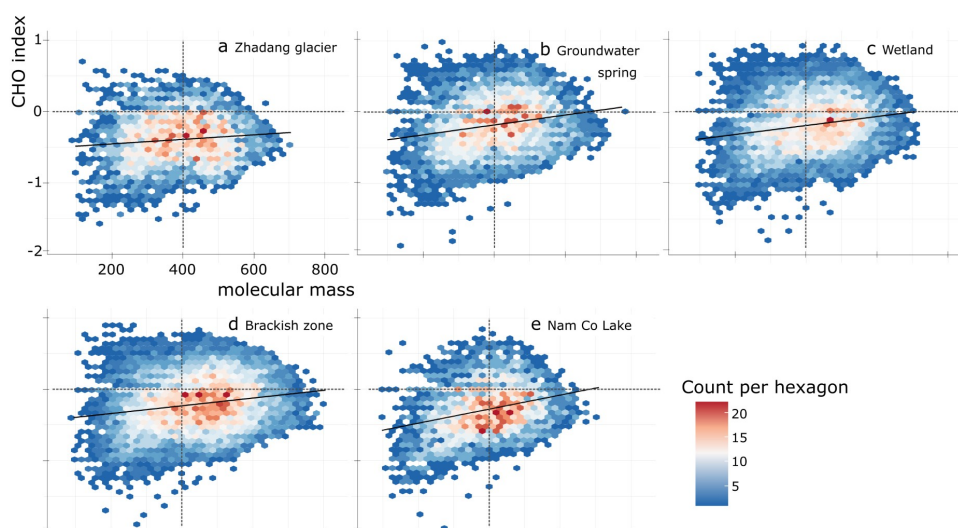 CHO index
1
0
-1
-2
a Zhadang glacier
b Groundwater
spring
c Wetland
200 400 600 800
molecular mass
d Brackish zone
e Nam Co Lake
Count per hexagon
20
15
10
5